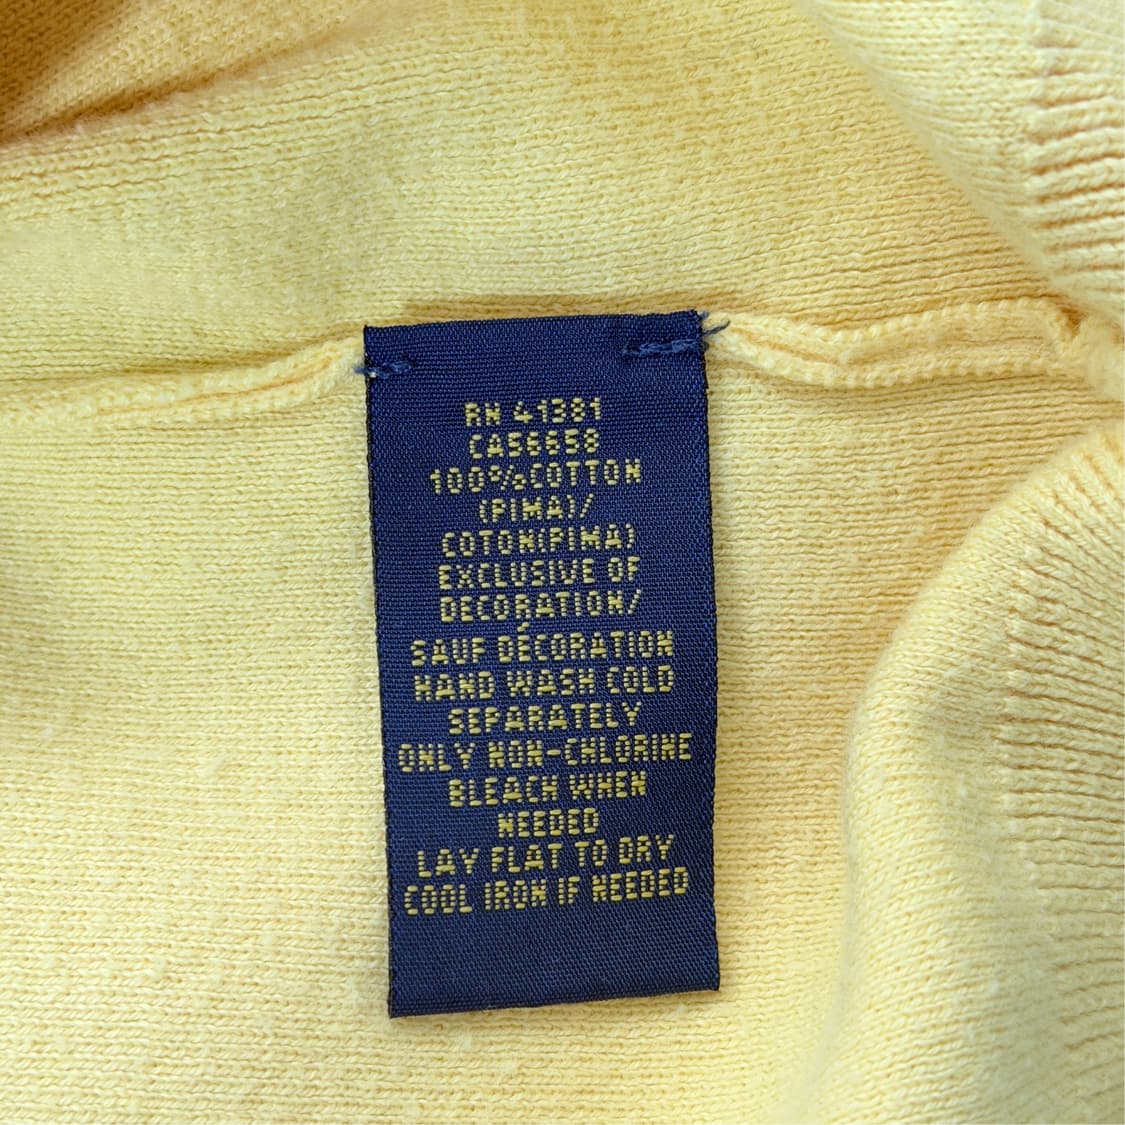 RN 41381
CA56658
100%COTTON
(PIMA)/
COTON(PIMA)
EXCLUSIVE OF
DECORATION/
SAUF DÉCORATION
HAND WASH COLD
SEPARATELY
ONLY NON-CHLORINE
BLEACH WHEN
NEEDED
LAY FLAT TO DRY
COOL IRON IF NEEDED